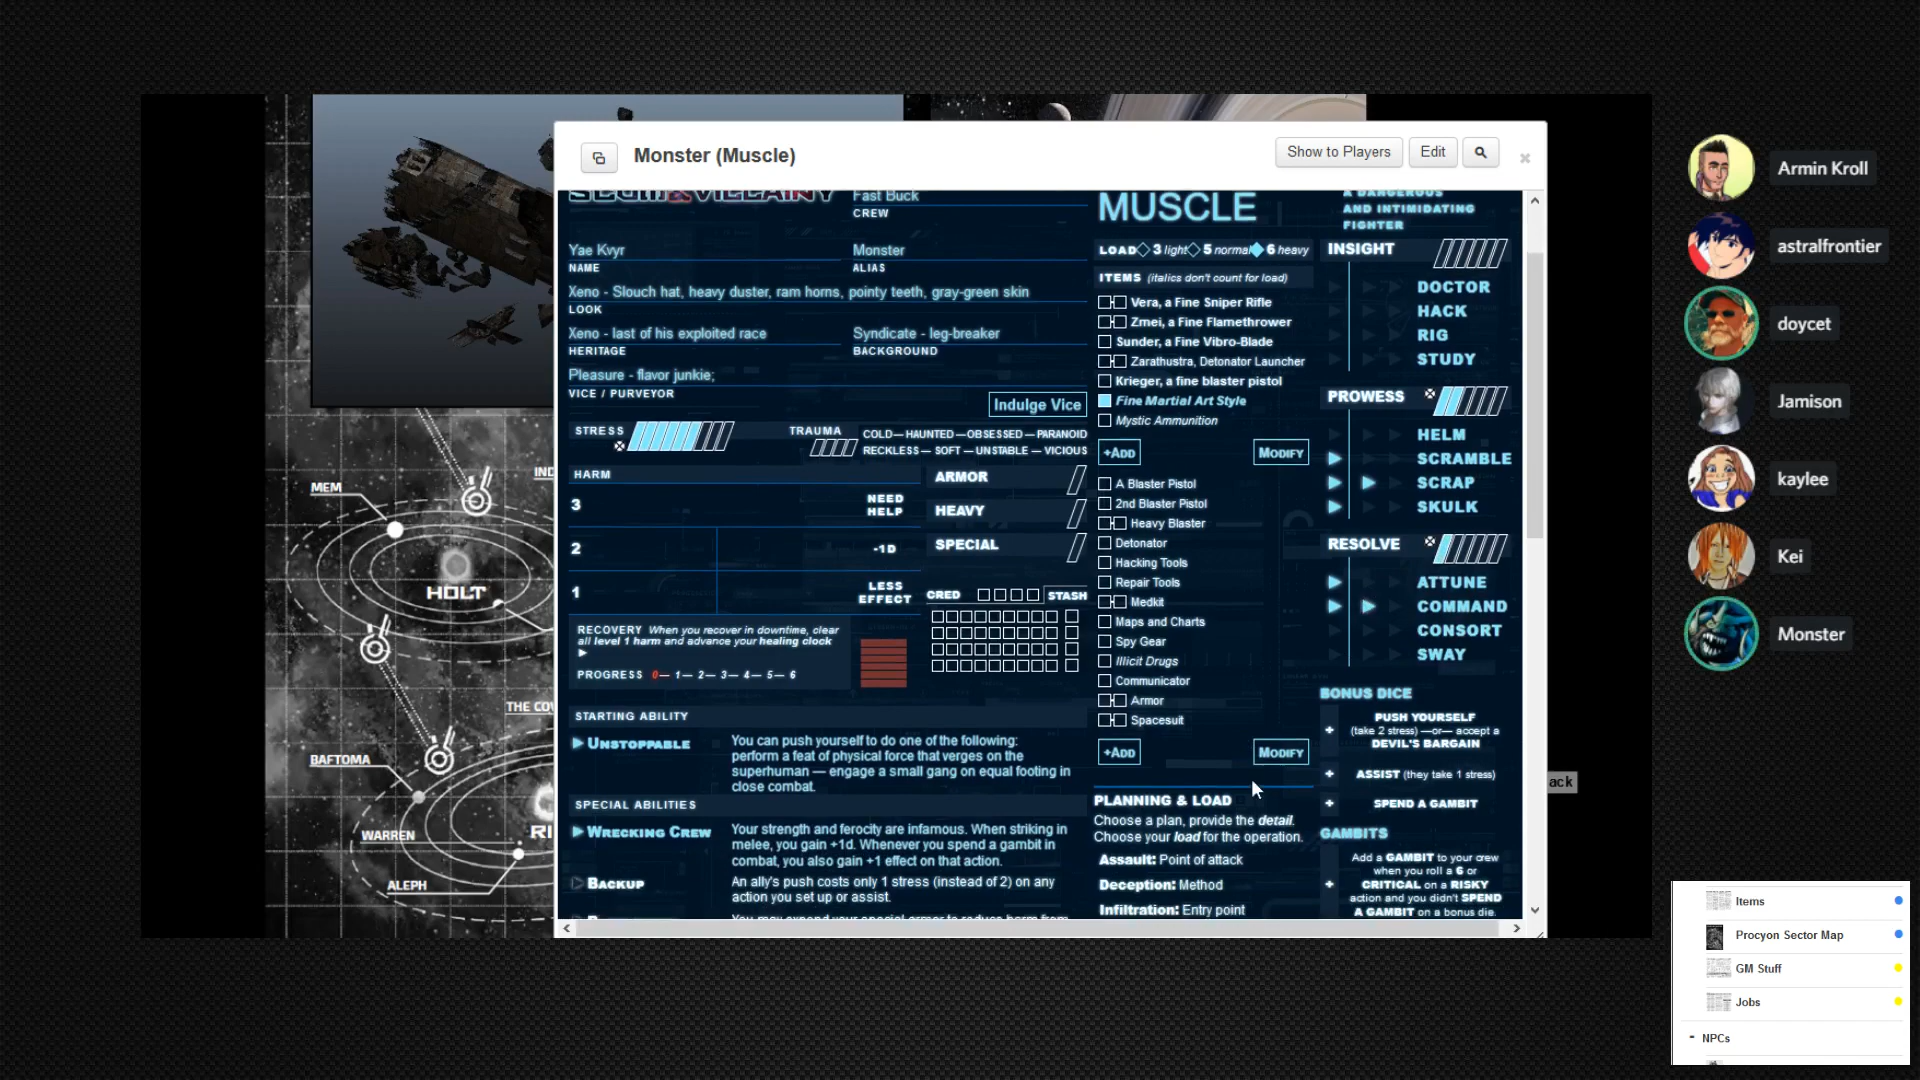 Monster (Muscle)
Show to Players
Edit
SCUM & VILLAINY
Fast Buck
CREW
Yae Kvyr
NAME
Monster
ALIAS
Xeno - Slouch hat, heavy duster, ram horns, pointy teeth, gray-green skin
LOOK
Xeno - last of his exploited race
HERITAGE
Syndicate - leg-breaker
BACKGROUND
Pleasure - flavor junkie;
VICE / PURVEYOR
Indulge Vice
STRESS
TRAUMA
COLD— HAUNTED —OBSESSED — PARANOID
RECKLESS— SOFT — UNSTABLE — VICIOUS
HARM
3
NEED HELP
2
-1D
1
LESS EFFECT
ARMOR
HEAVY
SPECIAL
CRED
STASH
RECOVERY When you recover in downtime, clear
all level 1 harm and advance your healing clock
PROGRESS 0— 1— 2— 3— 4— 5— 6
STARTING ABILITY
UNSTOPPABLE
You can push yourself to do one of the following:
perform a feat of physical force that verges on the
superhuman — engage a small gang on equal footing in
close combat.
SPECIAL ABILITIES
WRECKING CREW
Your strength and ferocity are infamous. When striking in
melee, you gain +1d. Whenever you spend a gambit in
combat, you also gain +1 effect on that action.
BACKUP
An ally's push costs only 1 stress (instead of 2) on any
action you set up or assist.
MUSCLE
A DANGEROUS
AND INTIMIDATING
FIGHTER
LOAD 3 light 5 normal 6 heavy
ITEMS (italics don't count for load)
Vera, a Fine Sniper Rifle
Zmei, a Fine Flamethrower
Sunder, a Fine Vibro-Blade
Zarathustra, Detonator Launcher
Krieger, a fine blaster pistol
Fine Martial Art Style
Mystic Ammunition
+ADD
MODIFY
A Blaster Pistol
2nd Blaster Pistol
Heavy Blaster
Detonator
Hacking Tools
Repair Tools
Medkit
Maps and Charts
Spy Gear
Illicit Drugs
Communicator
Armor
Spacesuit
+ADD
MODIFY
PLANNING & LOAD
Choose a plan, provide the detail.
Choose your load for the operation.
Assault: Point of attack
Deception: Method
Infiltration: Entry point
INSIGHT
DOCTOR
HACK
RIG
STUDY
PROWESS
HELM
SCRAMBLE
SCRAP
SKULK
RESOLVE
ATTUNE
COMMAND
CONSORT
SWAY
BONUS DICE
+ PUSH YOURSELF
(take 2 stress) —or— accept a
DEVIL'S BARGAIN
+ ASSIST (they take 1 stress)
+ SPEND A GAMBIT
GAMBITS
Add a GAMBIT to your crew
when you roll a 6 or
+ CRITICAL on a RISKY
action and you didn't SPEND
A GAMBIT on a bonus die.
MEM
HOLT
BAFTOMA
WARREN
ALEPH
ack
Armin Kroll
astralfrontier
doycet
Jamison
kaylee
Kei
Monster
Items
Procyon Sector Map
GM Stuff
Jobs
- NPCs